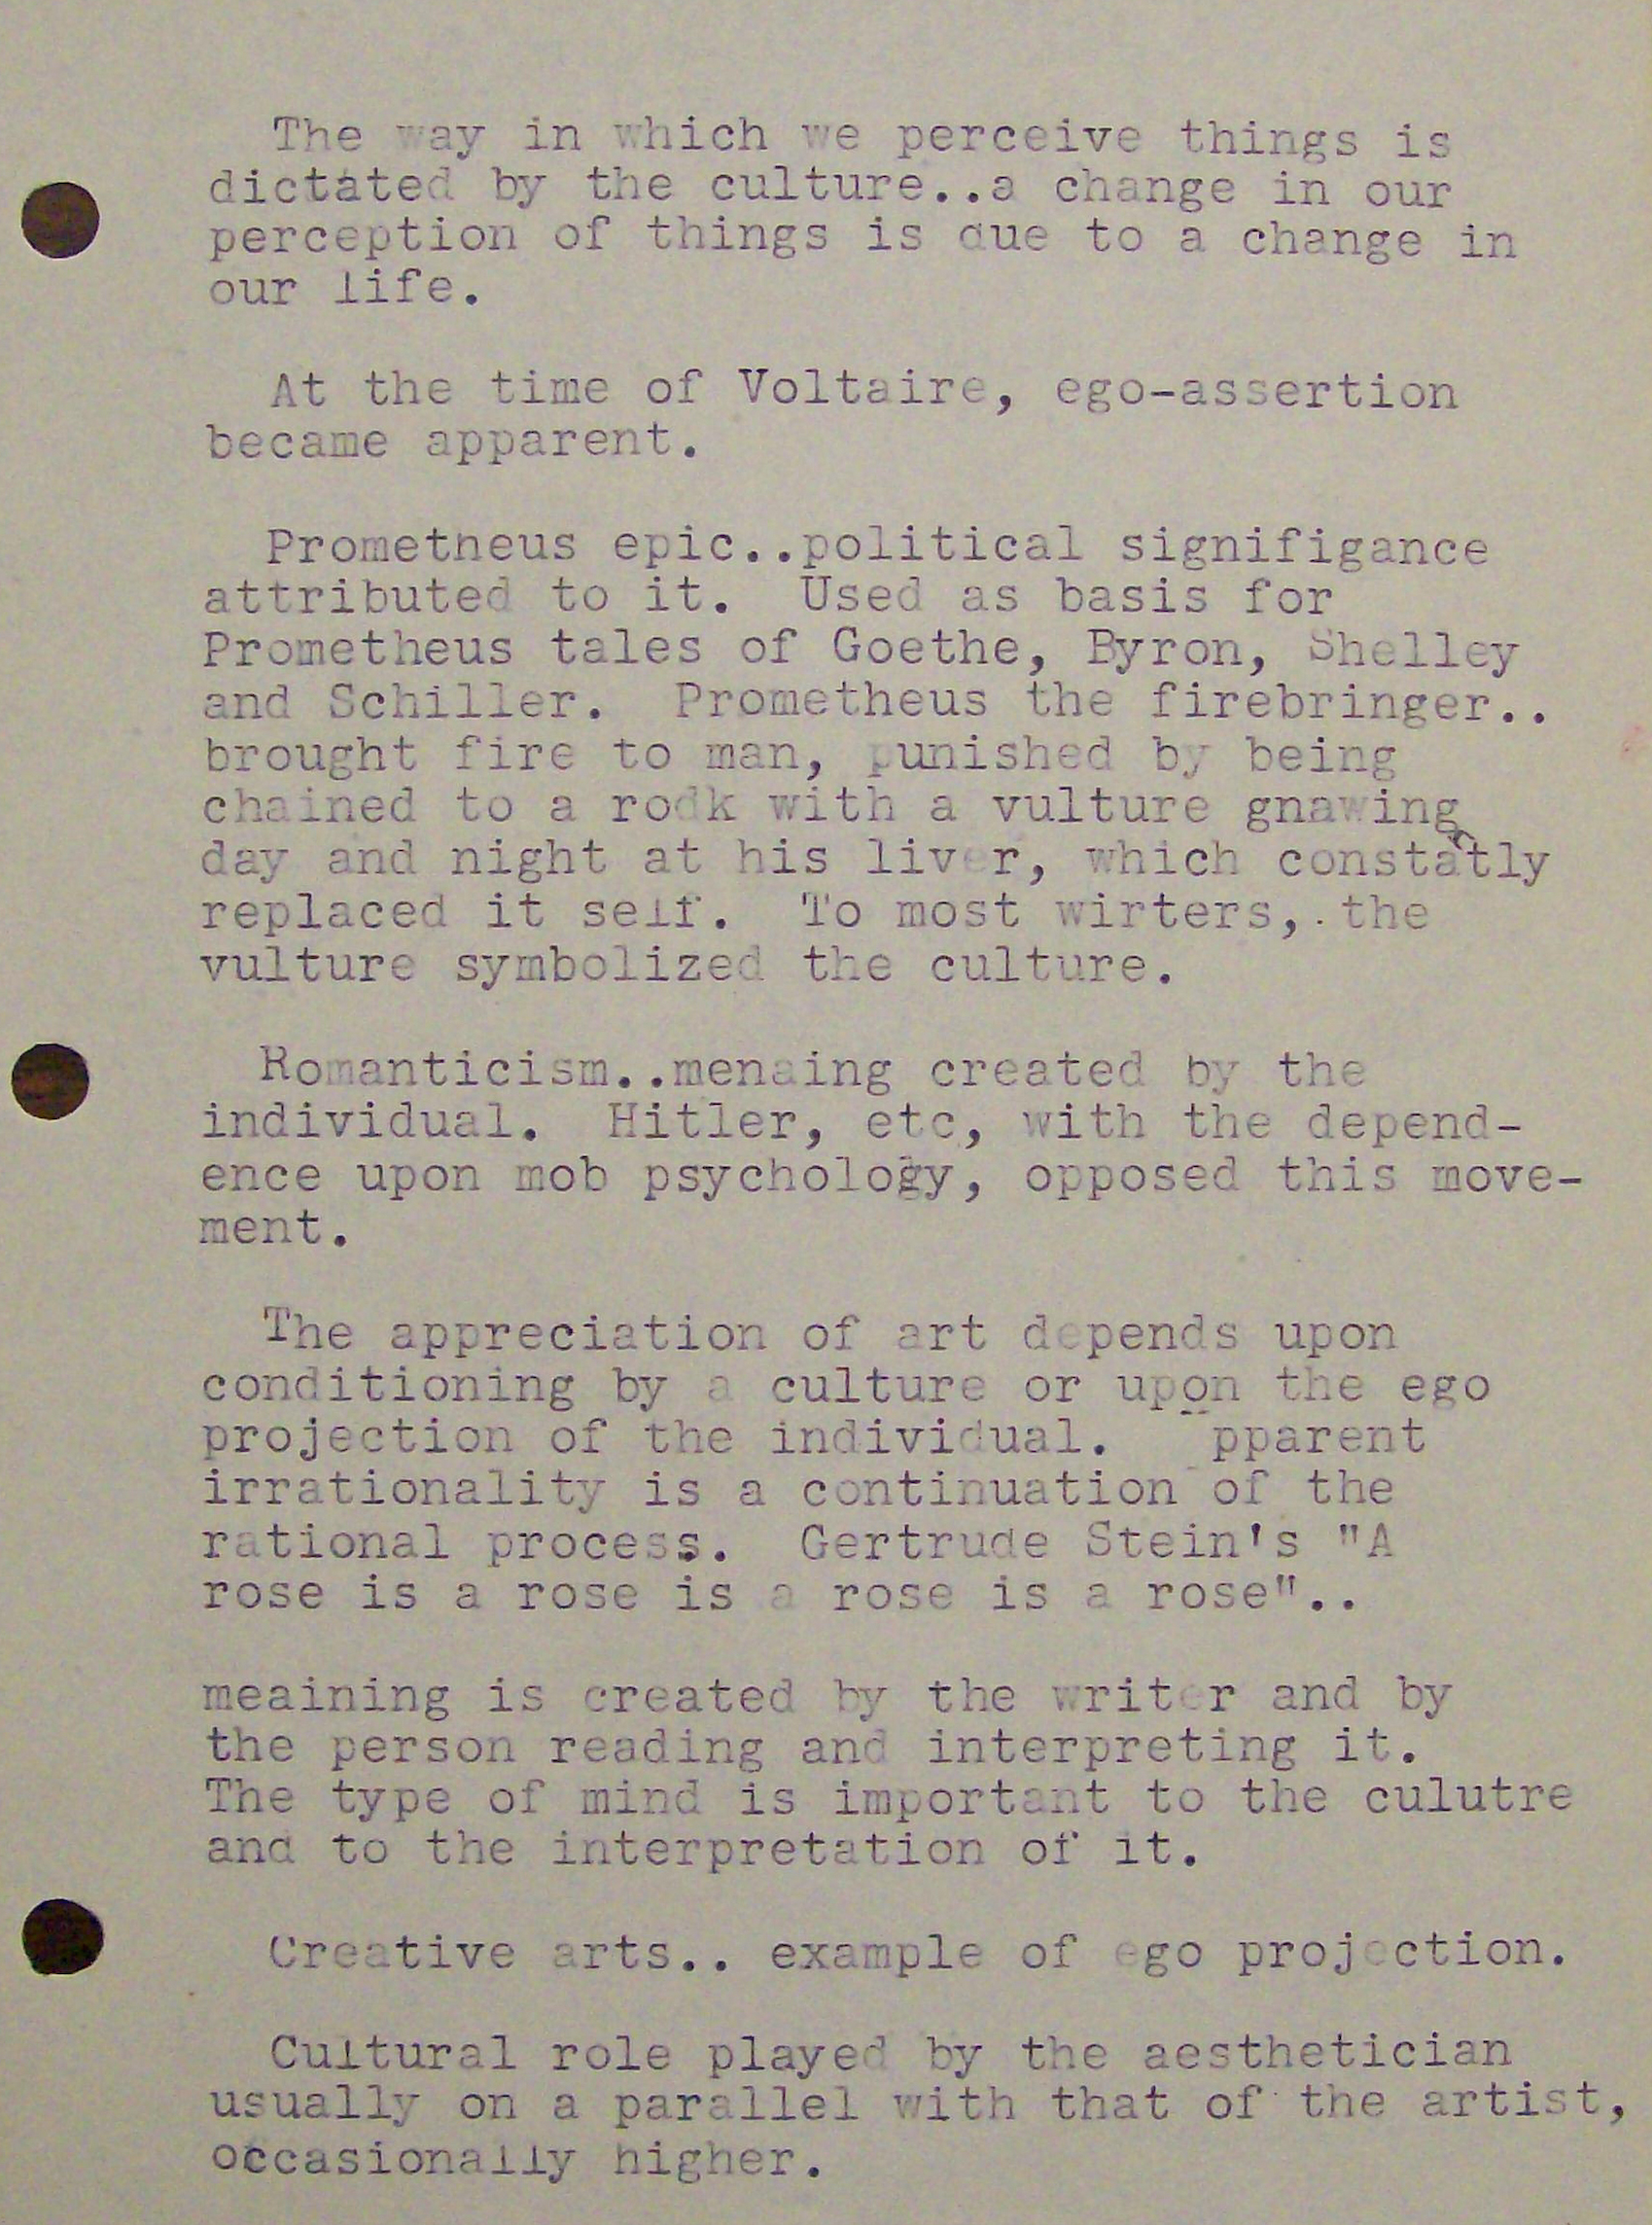 The way in which we perceive things is
dictated by the culture..a change in our
perception of things is due to a change in
our life.
At the time of Voltaire, ego-assertion
became apparent.
Prometheus epic..political signifigance
attributed to it.  Used as basis for
Prometheus tales of Goethe, Byron, Shelley
and Schiller.  Prometheus the firebringer..
brought fire to man, punished by being
chained to a rodk with a vulture gnawing
day and night at his liver, which constatly
replaced it self.  To most wirters, the
vulture symbolized the culture.
Romanticism..menaing created by the
individual.  Hitler, etc, with the depend-
ence upon mob psychology, opposed this move-
ment.
The appreciation of art depends upon
conditioning by a culture or upon the ego
projection of the individual.  pparent
irrationality is a continuation of the
rational process.  Gertrude Stein's "A
rose is a rose is a rose is a rose"..
meaining is created by the writer and by
the person reading and interpreting it.
The type of mind is important to the culutre
and to the interpretation of it.
Creative arts.. example of ego projection.
Cultural role played by the aesthetician
usually on a parallel with that of the artist,
occasionally higher.